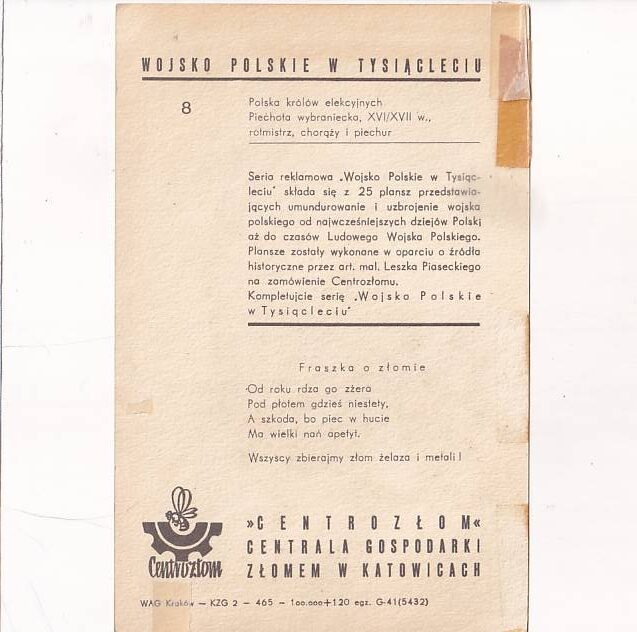 WOJSKO POLSKIE W TYSIĄCLECIU
8
Polska królów elekcyjnych
Piechota wybraniecka, XVI/XVII w.,
rotmistrz, chorąży i piechur
Seria reklamowa „Wojsko Polskie w Tysiąc-
leciu" składa się z 25 plansz przedstawia-
jących umundurowanie i uzbrojenie wojska
polskiego od najwcześniejszych dziejów Polski
aż do czasów Ludowego Wojska Polskiego.
Plansze zostały wykonane w oparciu o źródła
historyczne przez art. mal. Leszka Piaseckiego
na zamówienie Centrozłomu.
Kompletujcie serię „Wojsko Polskie
w Tysiącleciu"
Fraszka o złomie
Od roku rdza go zżera
Pod płotem gdzieś niestety,
A szkoda, bo piec w hucie
Ma wielki nań apetyt.
Wszyscy zbierajmy złom żelaza i metali!
Centrozłom
»CENTROZŁOM«
CENTRALA GOSPODARKI
ZŁOMEM W KATOWICACH
WAG Kraków — KZG 2 — 465 — 100.000+120 egz. G-41(5432)